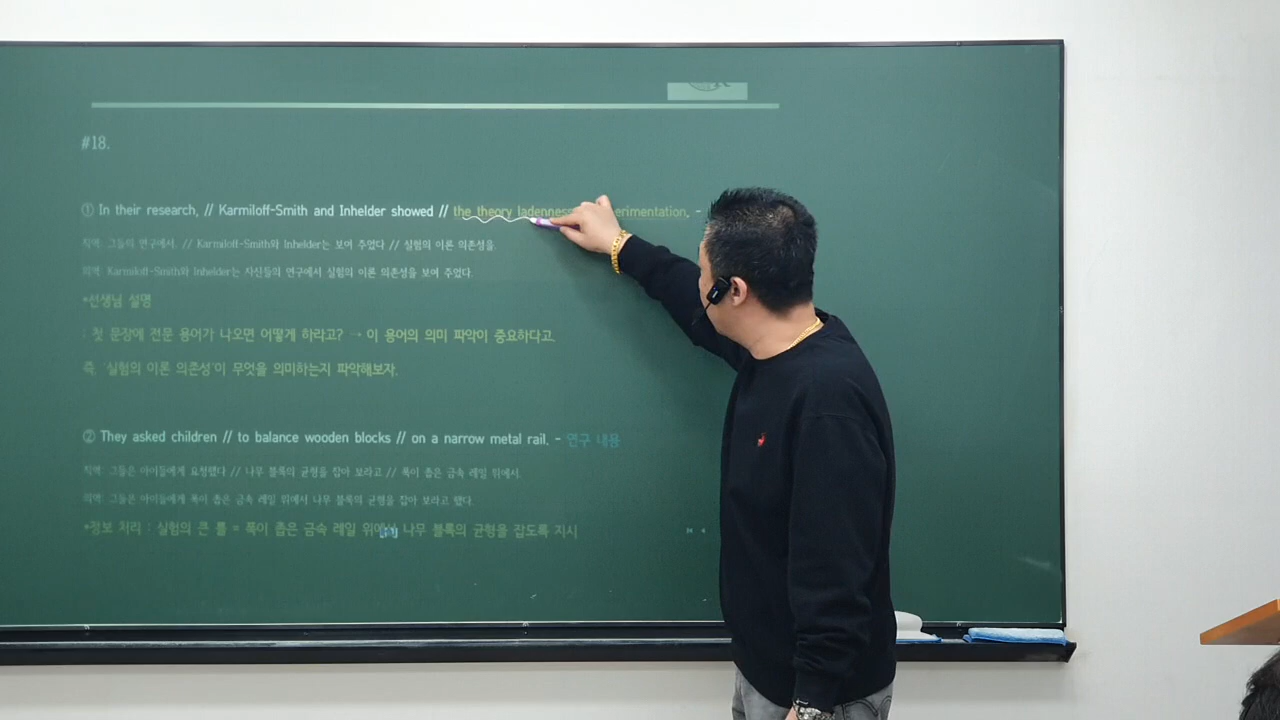 #18.
① In their research, // Karmiloff-Smith and Inhelder showed // the theory ladenness erimentation. -
직역: 그들의 연구에서, // Karmiloff-Smith와 Inhelder는 보여 주었다 // 실험의 이론 의존성을.
의역: Karmiloff-Smith와 Inhelder는 자신들의 연구에서 실험의 이론 의존성을 보여 주었다.
*선생님 설명
: 첫 문장에 전문 용어가 나오면 어떻게 하라고? → 이 용어의 의미 파악이 중요하다고.
즉, '실험의 이론 의존성'이 무엇을 의미하는지 파악해보자.
② They asked children // to balance wooden blocks // on a narrow metal rail. - 연구 내용
직역: 그들은 아이들에게 요청했다 // 나무 블록의 균형을 잡아 보라고 // 폭이 좁은 금속 레일 위에서.
의역: 그들은 아이들에게 폭이 좁은 금속 레일 위에서 나무 블록의 균형을 잡아 보라고 했다.
*정보 처리 : 실험의 큰 틀 = 폭이 좁은 금속 레일 위에서 나무 블록의 균형을 잡도록 지시